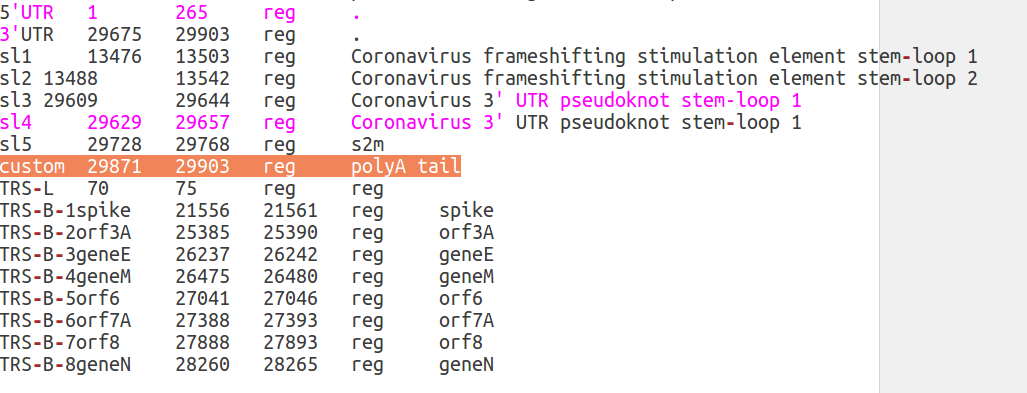 5'UTR 1 265 reg .
3'UTR 29675 29903 reg .
sl1 13476 13503 reg Coronavirus frameshifting stimulation element stem-loop 1
sl2 13488 13542 reg Coronavirus frameshifting stimulation element stem-loop 2
sl3 29609 29644 reg Coronavirus 3' UTR pseudoknot stem-loop 1
sl4 29629 29657 reg Coronavirus 3' UTR pseudoknot stem-loop 1
sl5 29728 29768 reg s2m
custom 29871 29903 reg polyA tail
TRS-L 70 75 reg reg
TRS-B-1spike 21556 21561 reg spike
TRS-B-2orf3A 25385 25390 reg orf3A
TRS-B-3geneE 26237 26242 reg geneE
TRS-B-4geneM 26475 26480 reg geneM
TRS-B-5orf6 27041 27046 reg orf6
TRS-B-6orf7A 27388 27393 reg orf7A
TRS-B-7orf8 27888 27893 reg orf8
TRS-B-8geneN 28260 28265 reg geneN